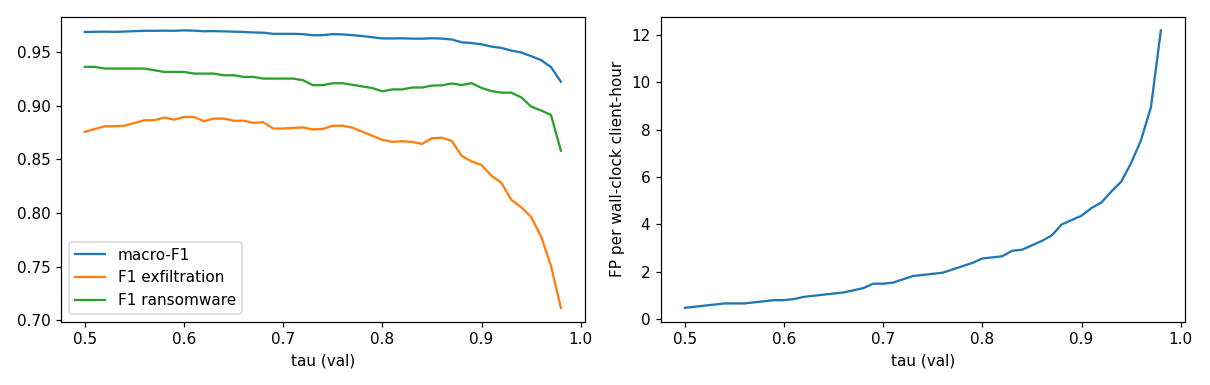 0.95
0.90
0.85
0.80
0.75
0.70
macro-F1
F1 exfiltration
F1 ransomware
0.5 0.6 0.7 0.8 0.9 1.0
tau (val)
FP per wall-clock client-hour
12
10
8
6
4
2
0
0.5 0.6 0.7 0.8 0.9 1.0
tau (val)